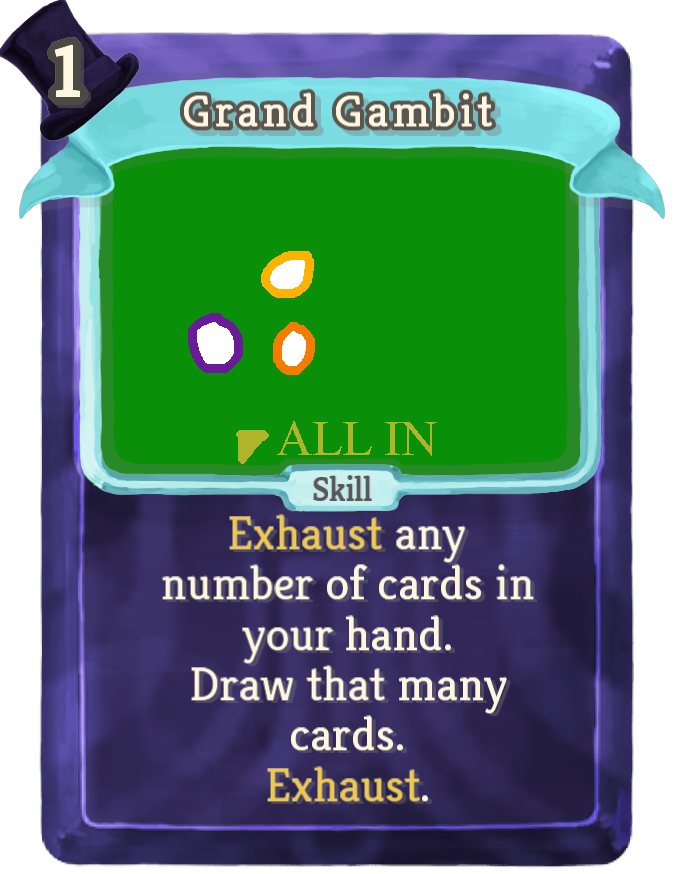 1
Grand Gambit
ALL IN
Skill
Exhaust any
number of cards in
your hand.
Draw that many
cards.
Exhaust.